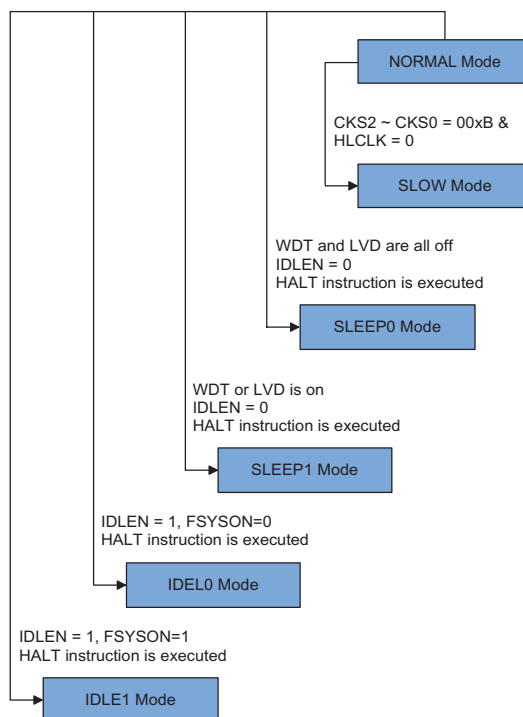 NORMAL Mode
CKS2 ~ CKS0 = 00xB &
HLCLK = 0
SLOW Mode
WDT and LVD are all off
IDLEN = 0
HALT instruction is executed
SLEEP0 Mode
WDT or LVD is on
IDLEN = 0
HALT instruction is executed
SLEEP1 Mode
IDLEN = 1, FSYSON=0
HALT instruction is executed
IDEL0 Mode
IDLEN = 1, FSYSON=1
HALT instruction is executed
IDLE1 Mode